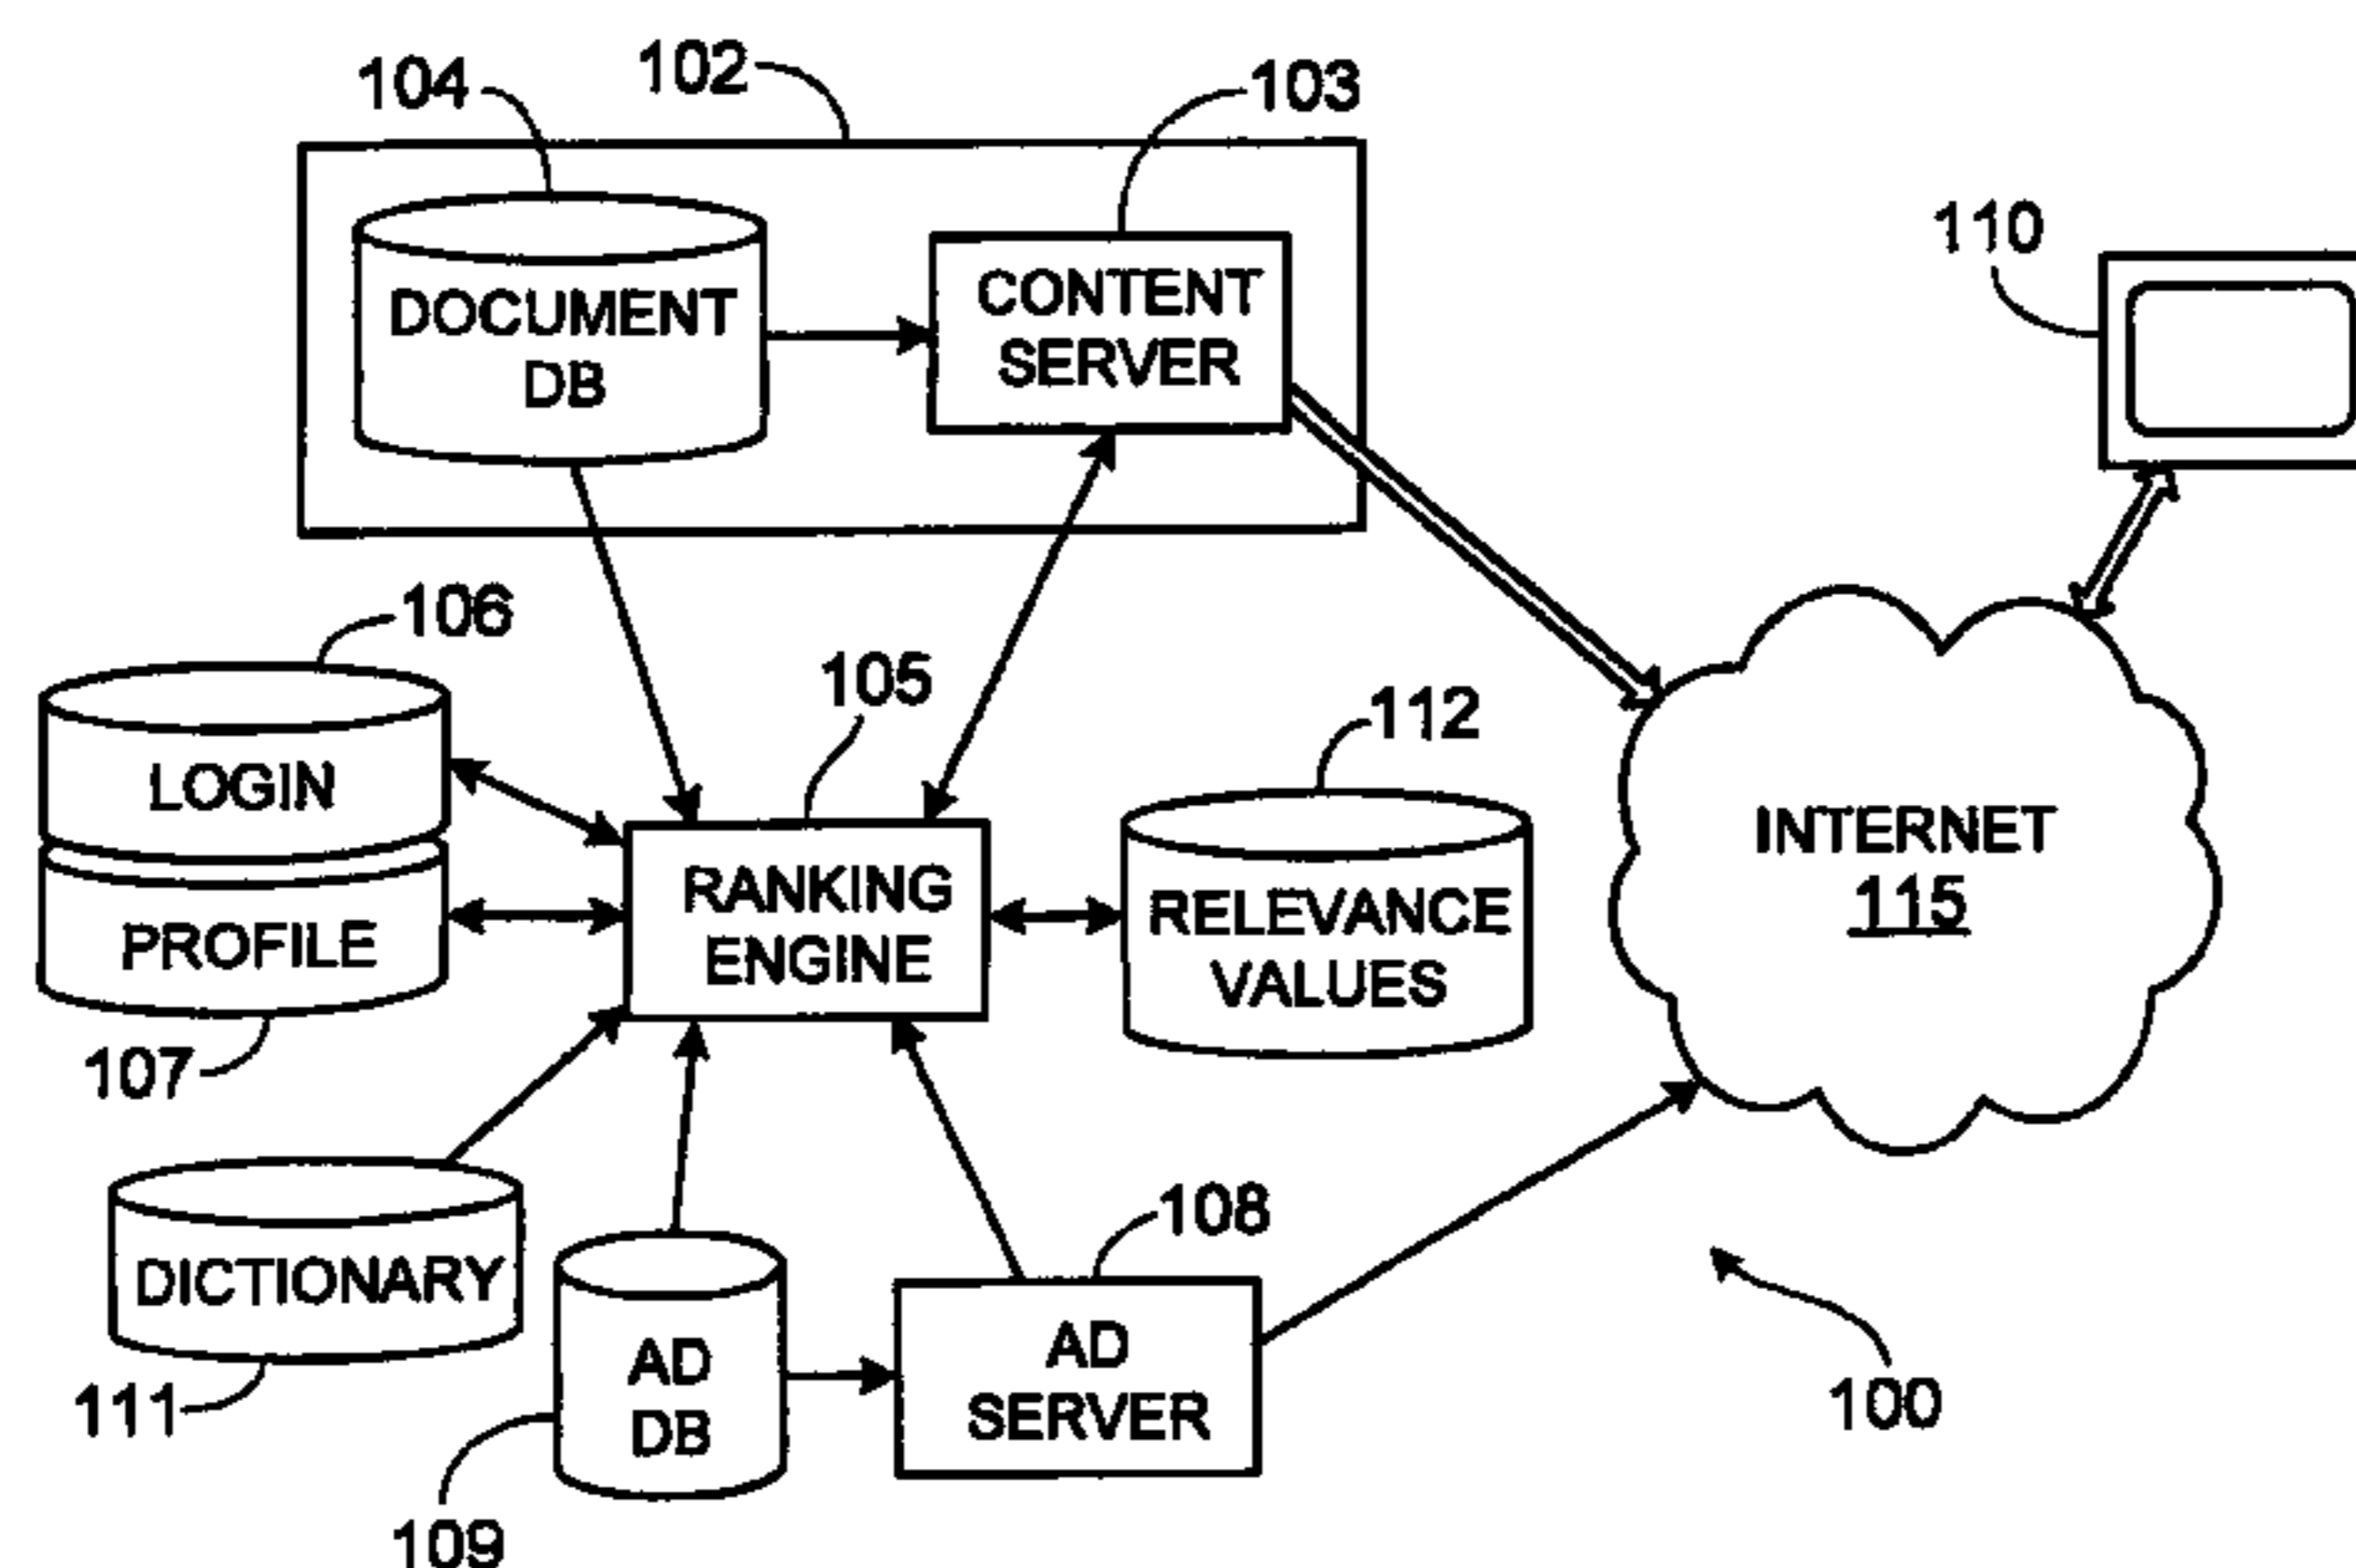 104
102
103
110
DOCUMENT
DB
CONTENT
SERVER
106
105
112
LOGIN
PROFILE
107
RANKING
ENGINE
RELEVANCE
VALUES
INTERNET
115
DICTIONARY
111
AD
DB
109
108
AD
SERVER
100